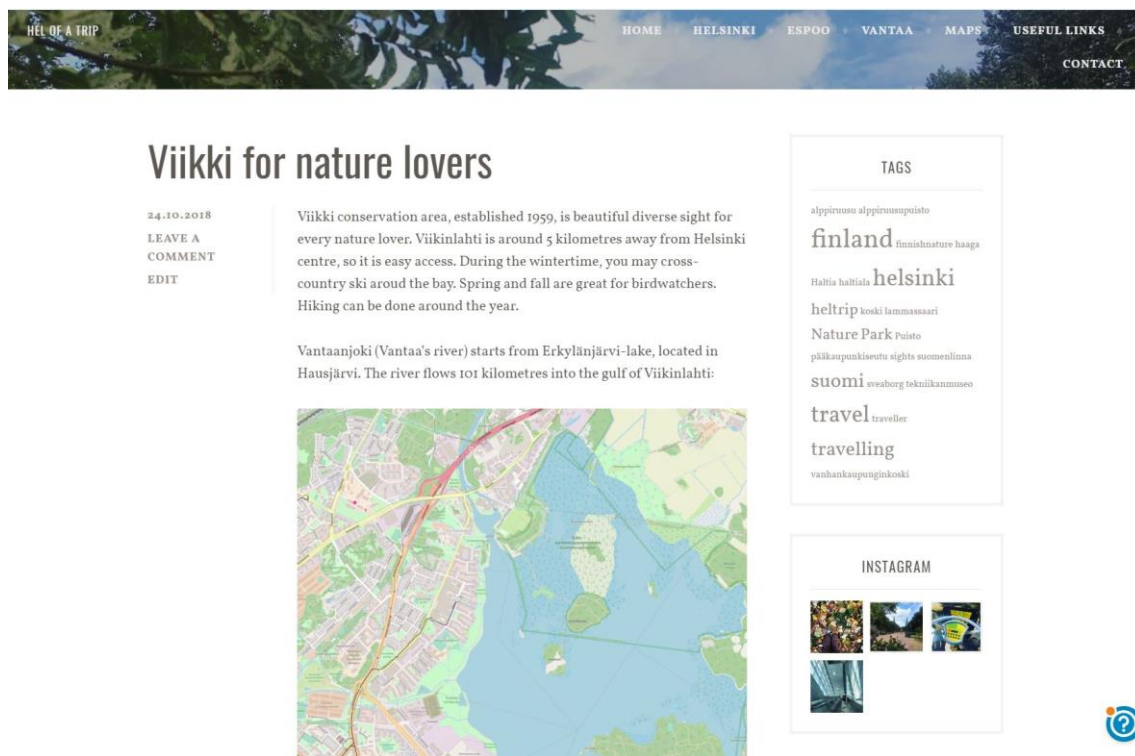 HEL OF A TRIP
HOME HELSINKI ESPOO VANTAA MAPS USEFUL LINKS
CONTACT
Viikki for nature lovers
24.10.2018
LEAVE A
COMMENT
EDIT
Viikki conservation area, established 1959, is beautiful diverse sight for
every nature lover. Viikinlahti is around 5 kilometres away from Helsinki
centre, so it is easy access. During the wintertime, you may cross-
country ski aroud the bay. Spring and fall are great for birdwatchers.
Hiking can be done around the year.
Vantaanjoki (Vantaa's river) starts from Erkylänjärvi-lake, located in
Hausjärvi. The river flows 101 kilometres into the gulf of Viikinlahti:
TAGS
alppiruusu alppiruusupuisto
finland finnishnature haaga
Haltia haltiala helsinki
heltrip koski lammassaari
Nature Park Puisto
pääkaupunkiseutu sights suomenlinna
suomi sveaborg tekniikanmuseo
travel traveller
travelling
vanhankaupunginkoski
INSTAGRAM